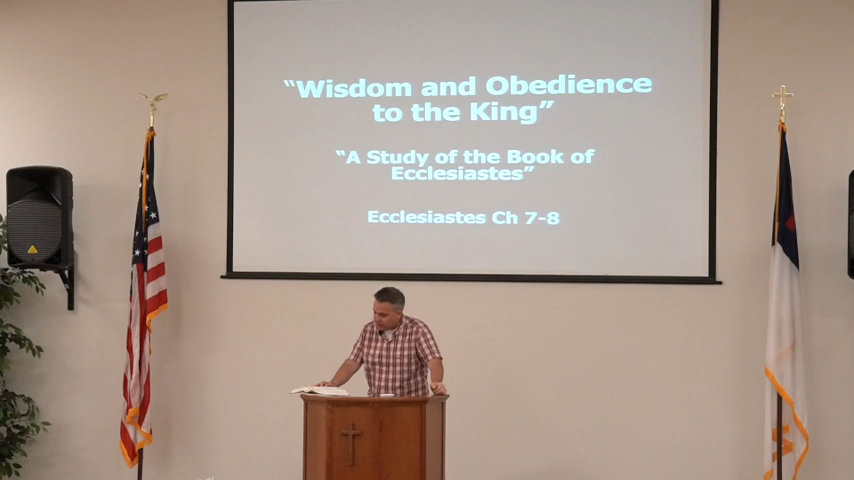 “Wisdom and Obedience
to the King”
“A Study of the Book of
Ecclesiastes”
Ecclesiastes Ch 7-8